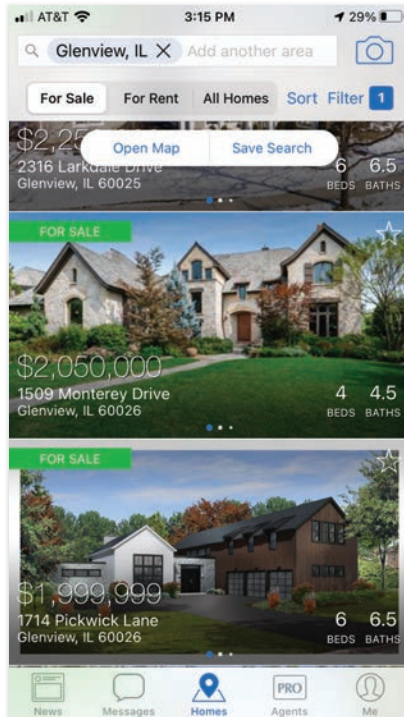 AT&T 3:15 PM 29%
Glenview, IL X Add another area
For Sale For Rent All Homes Sort Filter 1
Open Map Save Search
2316 Larkdale Drive 6 6.5
Glenview, IL 60025 BEDS BATHS
FOR SALE
$2,050,000
1509 Monterey Drive 4 4.5
Glenview, IL 60026 BEDS BATHS
FOR SALE
$1,999,999
1714 Pickwick Lane 6 6.5
Glenview, IL 60026 BEDS BATHS
PRO
News Messages Homes Agents Me